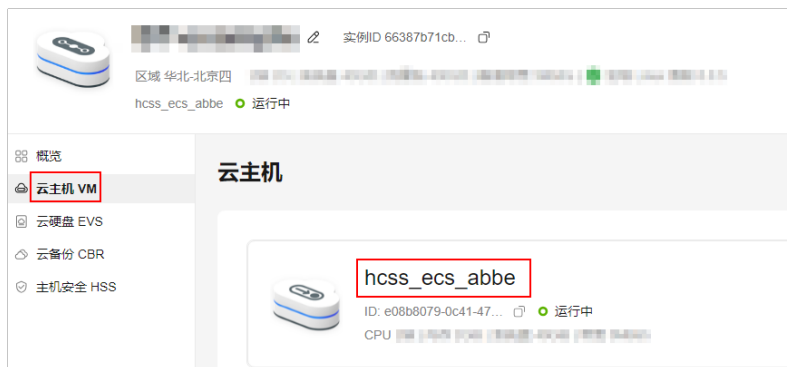 实例ID 66387b71cb...
区域 华北-北京四
hcss_ecs_abbe 运行中
概览
云主机 VM
云硬盘 EVS
云备份 CBR
主机安全 HSS
云主机
hcss_ecs_abbe
ID: e08b8079-0c41-47... 运行中
CPU